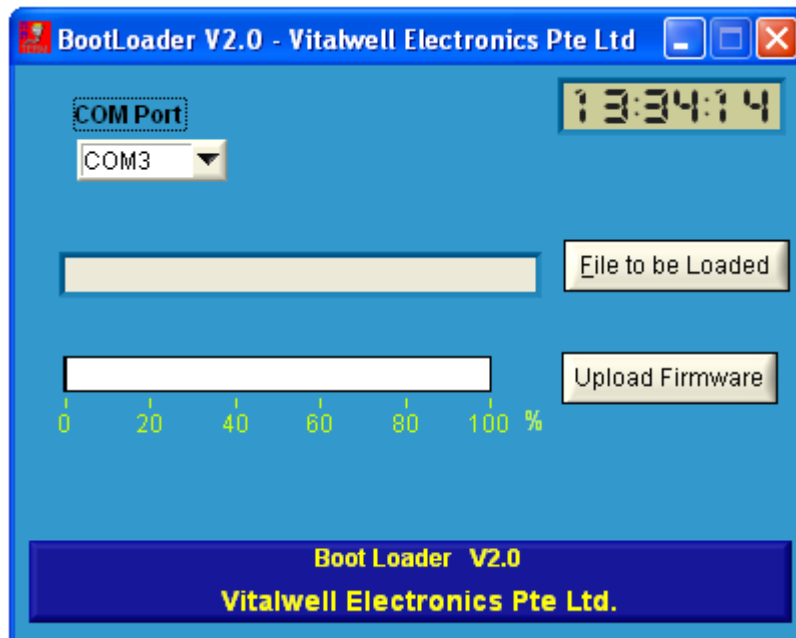 BootLoader V2.0 - Vitalwell Electronics Pte Ltd
COM Port
13:34:14
COM3
File to be Loaded
Upload Firmware
0 20 40 60 80 100 %
Boot Loader V2.0
Vitalwell Electronics Pte Ltd.